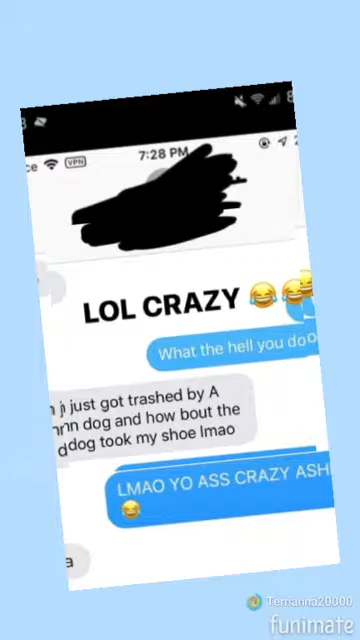 VPN
7:28 PM
LOL CRAZY 😂
What the hell you doo
just got trashed by A
dog and how bout the
dog took my shoe lmao
LMAO YO ASS CRAZY ASH
😂
a
Terrianna20000
funimate